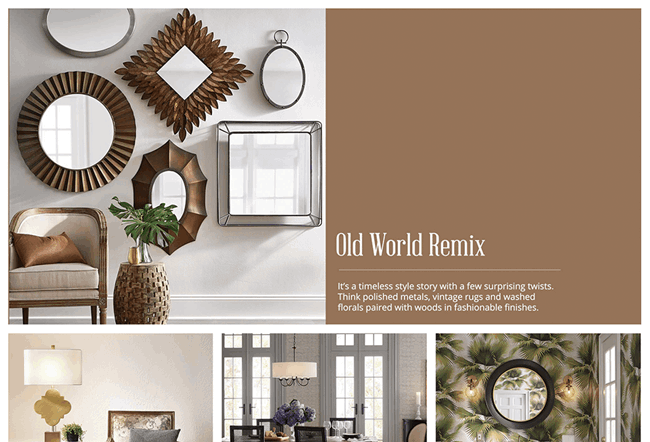 Old World Remix
It's a timeless style story with a few surprising twists.
Think polished metals, vintage rugs and washed
florals paired with woods in fashionable finishes.